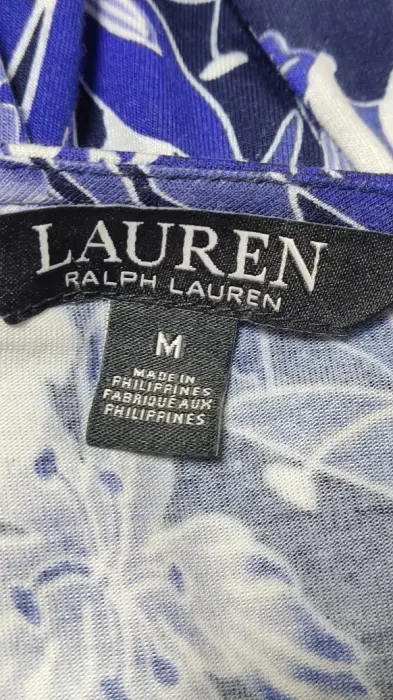 LAUREN
RALPH LAUREN
M
MADE IN
PHILIPPINES
FABRIQUÉ AUX
PHILIPPINES